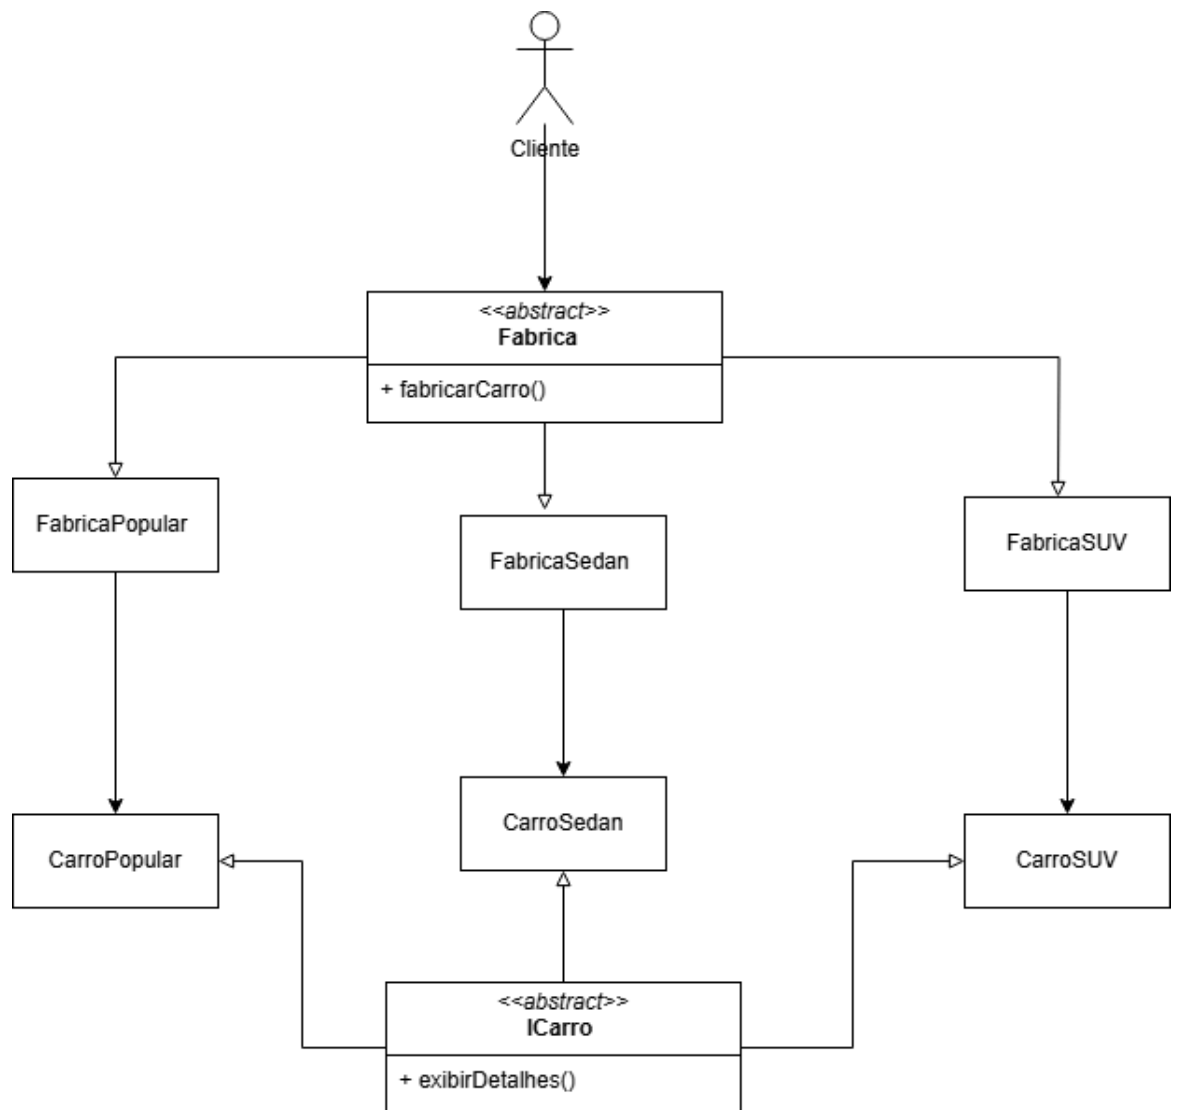 Cliente
<<abstract>>
Fabrica
+ fabricarCarro()
FabricaPopular
FabricaSedan
FabricaSUV
CarroPopular
CarroSedan
CarroSUV
<<abstract>>
ICarro
+ exibirDetalhes()